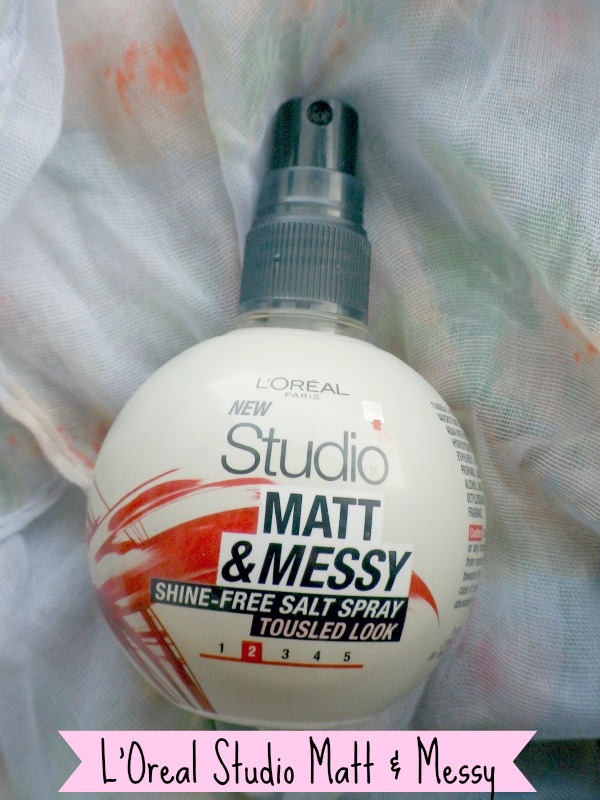 L'ORÉAL
PARIS
NEW
Studio
MATT
&MESSY
SHINE-FREE SALT SPRAY
TOUSLED LOOK
1 2 3 4 5
Caution
L'Oreal Studio Matt & Messy